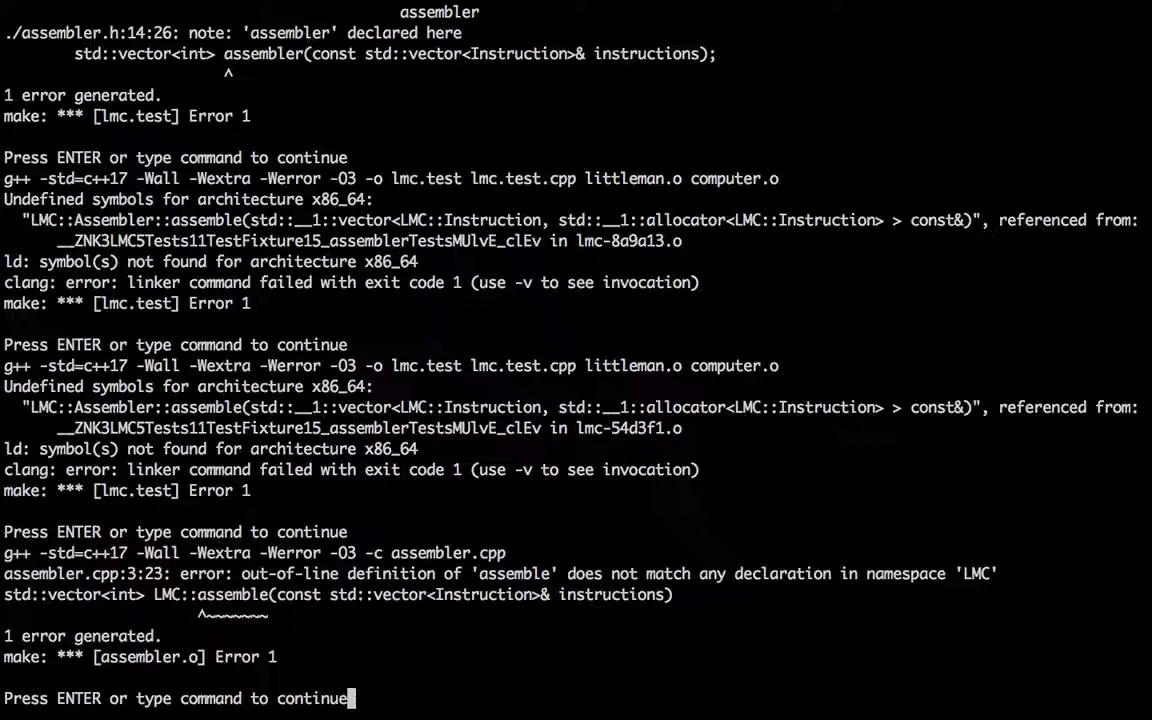 assembler
./assembler.h:14:26: note: 'assembler' declared here
std::vector<int> assembler(const std::vector<Instruction>& instructions);
^
1 error generated.
make: *** [lmc.test] Error 1
Press ENTER or type command to continue
g++ -std=c++17 -Wall -Wextra -Werror -O3 -o lmc.test lmc.test.cpp littleman.o computer.o
Undefined symbols for architecture x86_64:
"LMC::Assembler::assemble(std::__1::vector<LMC::Instruction, std::__1::allocator<LMC::Instruction> > const&)", referenced from:
__ZNK3LMC5Tests11TestFixture15_assemblerTestsMUlvE_clEv in lmc-8a9a13.o
ld: symbol(s) not found for architecture x86_64
clang: error: linker command failed with exit code 1 (use -v to see invocation)
make: *** [lmc.test] Error 1
Press ENTER or type command to continue
g++ -std=c++17 -Wall -Wextra -Werror -O3 -o lmc.test lmc.test.cpp littleman.o computer.o
Undefined symbols for architecture x86_64:
"LMC::Assembler::assemble(std::__1::vector<LMC::Instruction, std::__1::allocator<LMC::Instruction> > const&)", referenced from:
__ZNK3LMC5Tests11TestFixture15_assemblerTestsMUlvE_clEv in lmc-54d3f1.o
ld: symbol(s) not found for architecture x86_64
clang: error: linker command failed with exit code 1 (use -v to see invocation)
make: *** [lmc.test] Error 1
Press ENTER or type command to continue
g++ -std=c++17 -Wall -Wextra -Werror -O3 -c assembler.cpp
assembler.cpp:3:23: error: out-of-line definition of 'assemble' does not match any declaration in namespace 'LMC'
std::vector<int> LMC::assemble(const std::vector<Instruction>& instructions)
^~~~~~~~
1 error generated.
make: *** [assembler.o] Error 1
Press ENTER or type command to continue